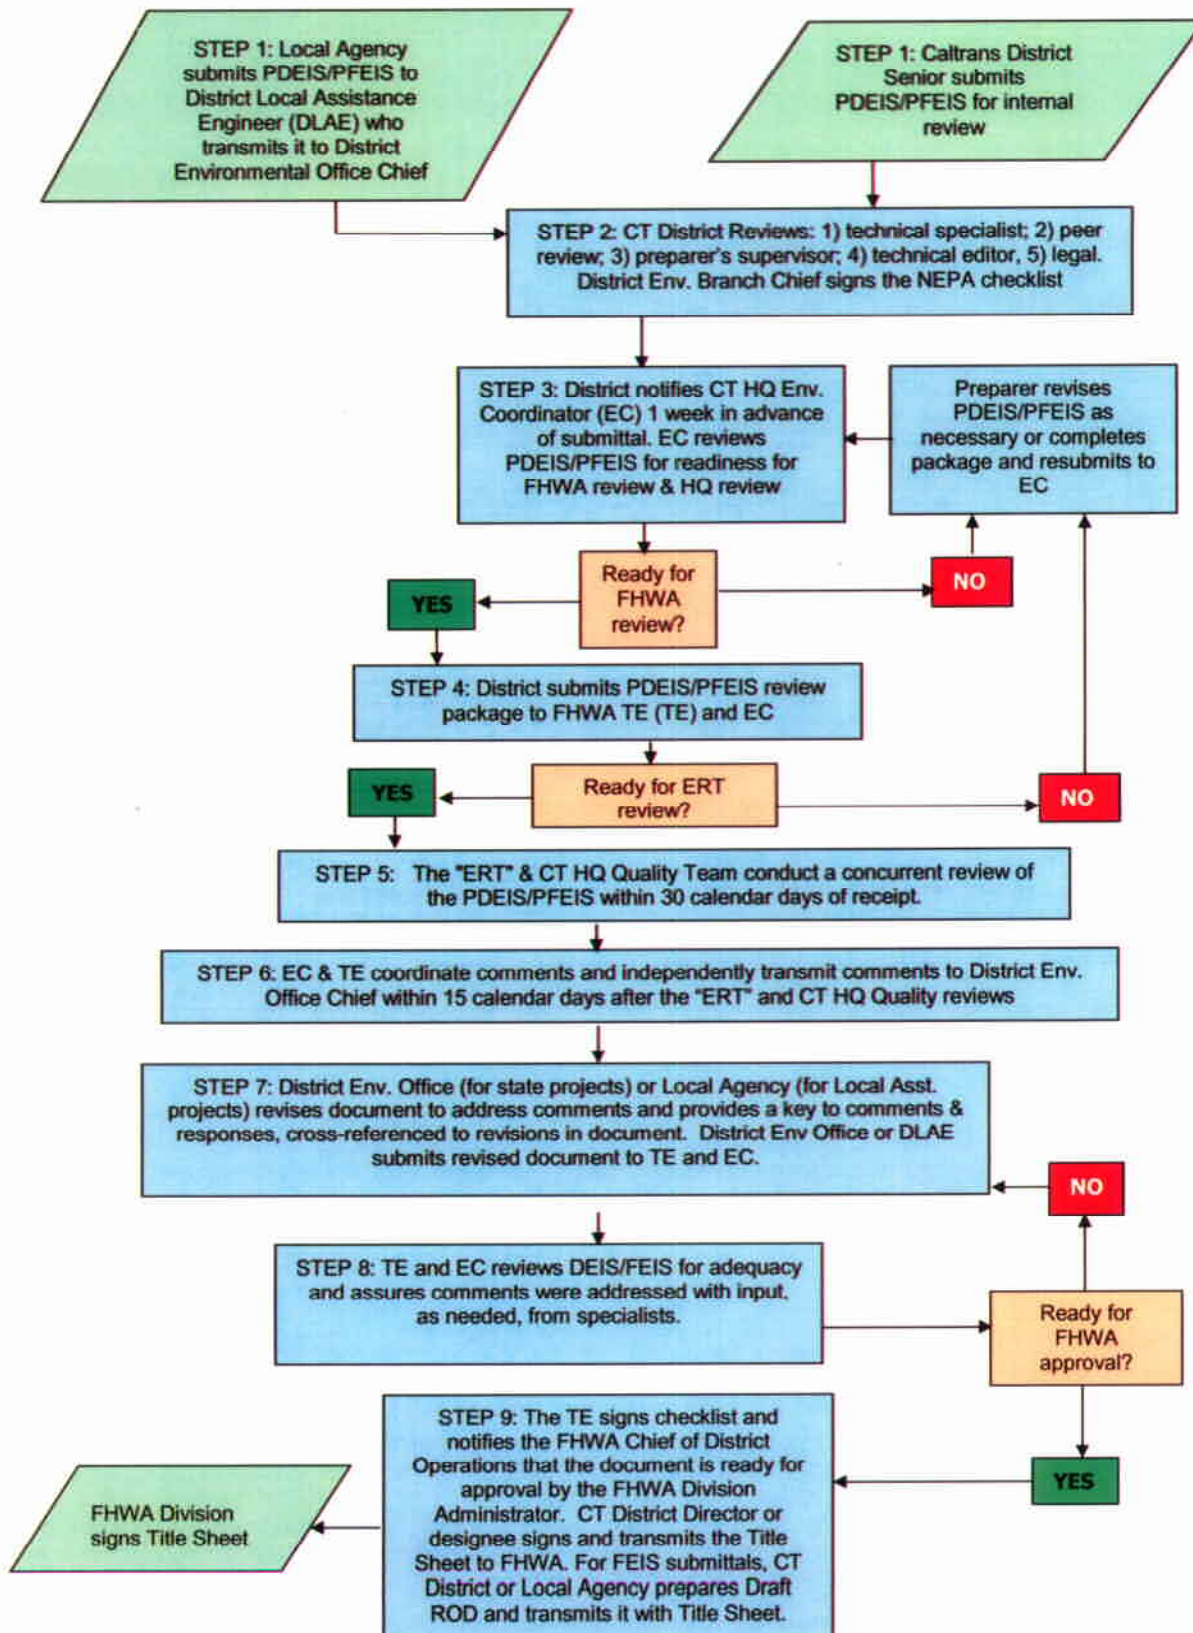 STEP 1: Local Agency
submits PDEIS/PFEIS to
District Local Assistance
Engineer (DLAE) who
transmits it to District
Environmental Office Chief
STEP 1: Caltrans District
Senior submits
PDEIS/PFEIS for internal
review
STEP 2: CT District Reviews: 1) technical specialist; 2) peer
review; 3) preparer's supervisor; 4) technical editor, 5) legal.
District Env. Branch Chief signs the NEPA checklist
STEP 3: District notifies CT HQ Env.
Coordinator (EC) 1 week in advance
of submittal. EC reviews
PDEIS/PFEIS for readiness for
FHWA review & HQ review
Preparer revises
PDEIS/PFEIS as
necessary or completes
package and resubmits to
EC
Ready for
FHWA
review?
YES
NO
STEP 4: District submits PDEIS/PFEIS review
package to FHWA TE (TE) and EC
Ready for ERT
review?
YES
NO
STEP 5: The "ERT" & CT HQ Quality Team conduct a concurrent review of
the PDEIS/PFEIS within 30 calendar days of receipt.
STEP 6: EC & TE coordinate comments and independently transmit comments to District Env.
Office Chief within 15 calendar days after the "ERT" and CT HQ Quality reviews
STEP 7: District Env. Office (for state projects) or Local Agency (for Local Asst.
projects) revises document to address comments and provides a key to comments &
responses, cross-referenced to revisions in document. District Env Office or DLAE
submits revised document to TE and EC.
NO
STEP 8: TE and EC reviews DEIS/FEIS for adequacy
and assures comments were addressed with input,
as needed, from specialists.
Ready for
FHWA
approval?
YES
STEP 9: The TE signs checklist and
notifies the FHWA Chief of District
Operations that the document is ready for
approval by the FHWA Division
Administrator. CT District Director or
designee signs and transmits the Title
Sheet to FHWA. For FEIS submittals, CT
District or Local Agency prepares Draft
ROD and transmits it with Title Sheet.
FHWA Division
signs Title Sheet